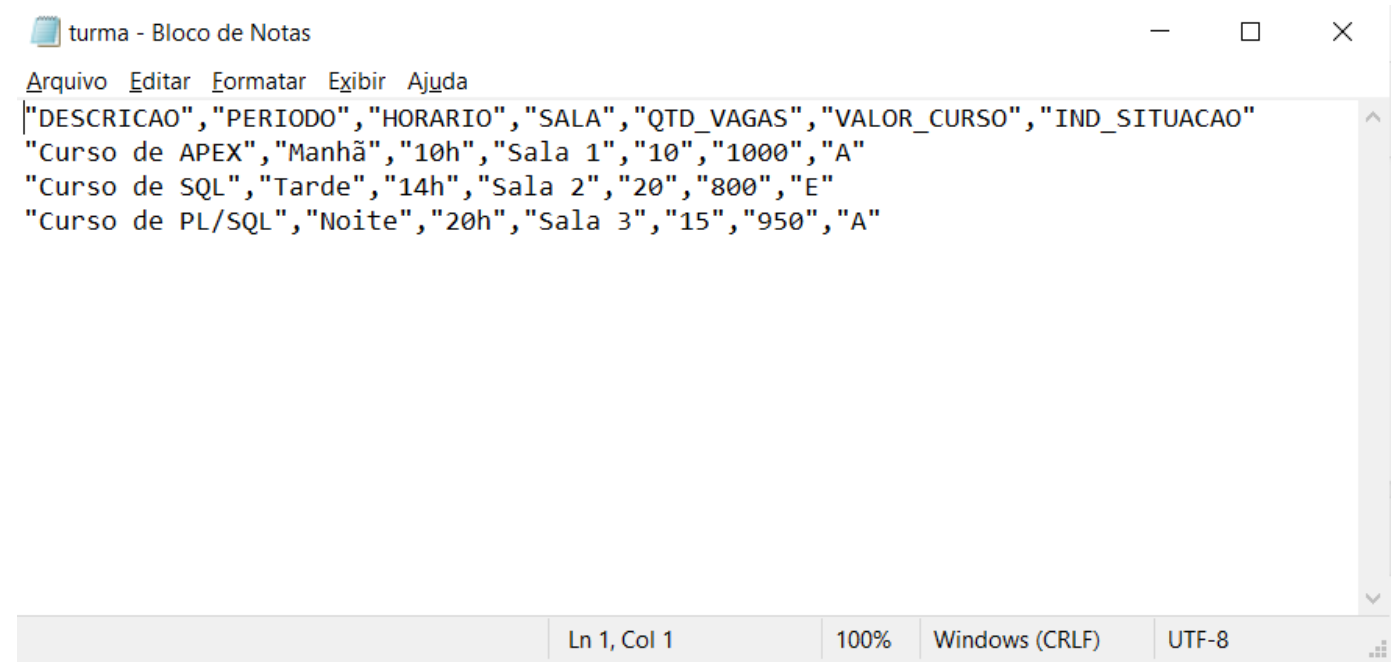 turma - Bloco de Notas
Arquivo Editar Formatar Exibir Ajuda
"DESCRICAO","PERIODO","HORARIO","SALA","QTD_VAGAS","VALOR_CURSO","IND_SITUACAO"
"Curso de APEX","Manhã","10h","Sala 1","10","1000","A"
"Curso de SQL","Tarde","14h","Sala 2","20","800","E"
"Curso de PL/SQL","Noite","20h","Sala 3","15","950","A"
Ln 1, Col 1 100% Windows (CRLF) UTF-8